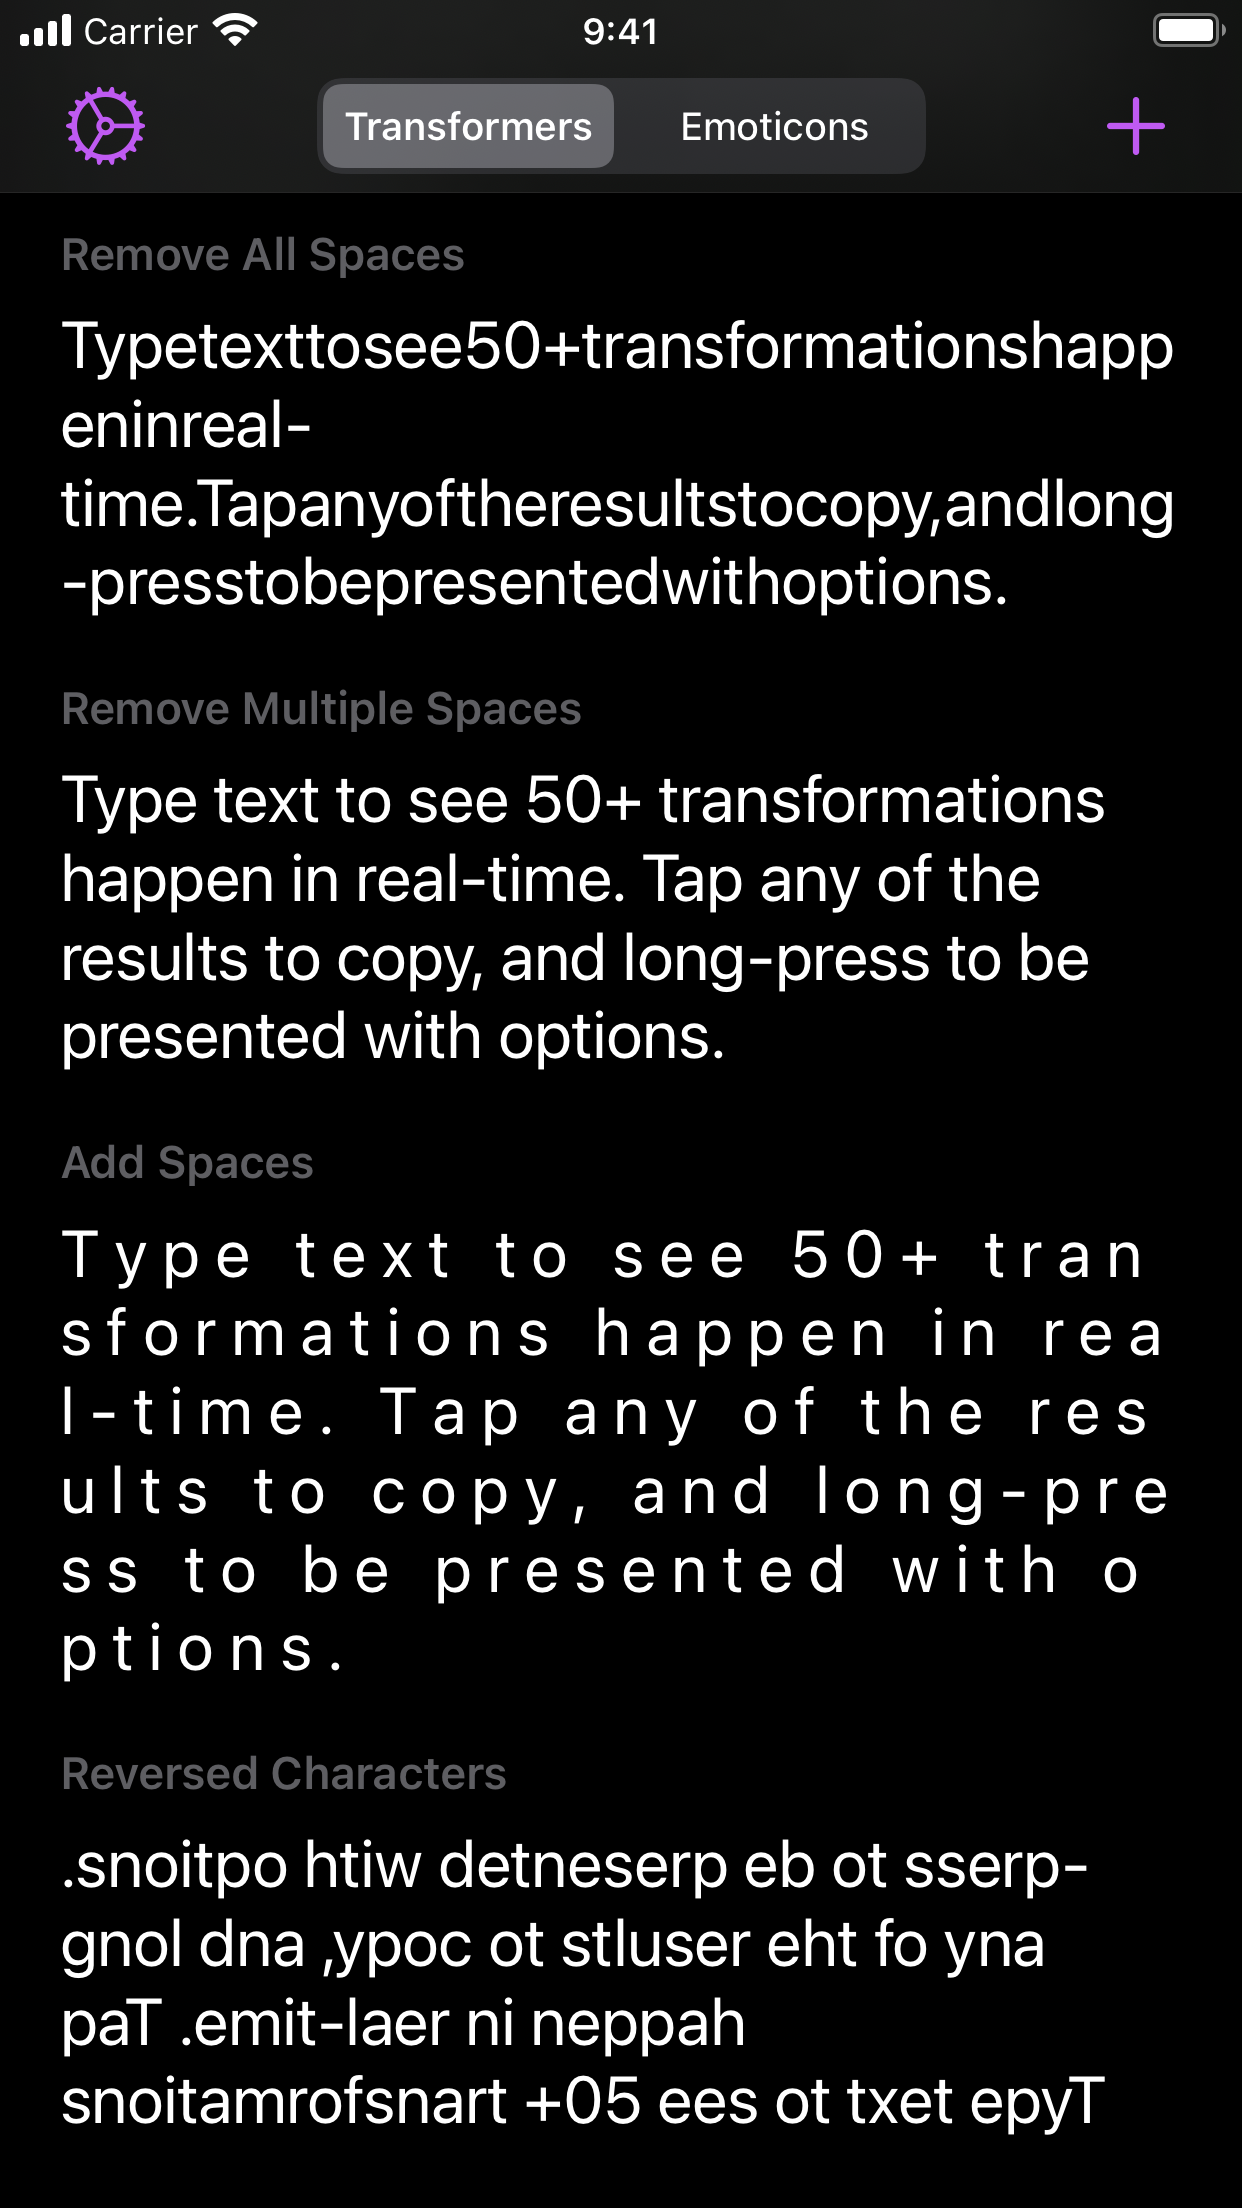 Carrier 9:41
Transformers Emoticons
Remove All Spaces
Typetexttosee50+transformationshapp
eninreal-
time.Tapanyoftheresultstocopy,andlong
-presstobepresentedwithoptions.
Remove Multiple Spaces
Type text to see 50+ transformations
happen in real-time. Tap any of the
results to copy, and long-press to be
presented with options.
Add Spaces
T y p e  t e x t  t o  s e e  5 0 +  t r a n
s f o r m a t i o n s  h a p p e n  i n  r e a
l - t i m e .  T a p  a n y  o f  t h e  r e s
u l t s  t o  c o p y ,  a n d  l o n g - p r e
s s  t o  b e  p r e s e n t e d  w i t h  o
p t i o n s .
Reversed Characters
.snoitpo htiw detneserp eb ot sserp-
gnol dna ,ypoc ot stluser eht fo yna
paT .emit-laer ni neppah
snoitamrofsnart +05 ees ot txet epyT